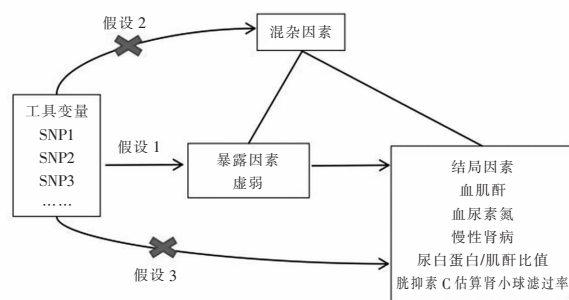 假设 2
混杂因素
工具变量
SNP1
SNP2
SNP3
……
假设 1
暴露因素
虚弱
结局因素
血肌酐
血尿素氮
慢性肾病
尿白蛋白/肌酐比值
胱抑素 C 估算肾小球滤过率
假设 3